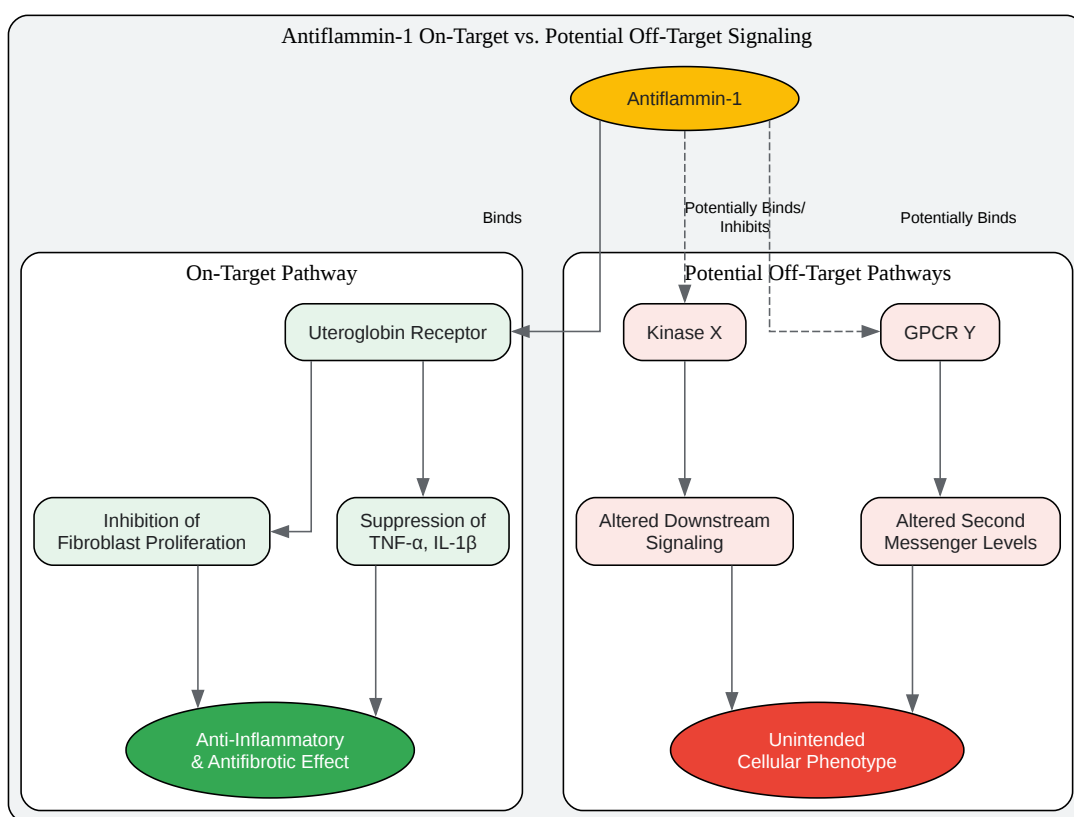 Antiflammin-1 On-Target vs. Potential Off-Target Signaling
Antiflammin-1
Binds
Potentially Binds/
Inhibits
Potentially Binds
On-Target Pathway
Potential Off-Target Pathways
Uteroglobin Receptor
Kinase X
GPCR Y
Inhibition of
Fibroblast Proliferation
Suppression of
TNF-α, IL-1β
Altered Downstream
Signaling
Altered Second
Messenger Levels
Anti-Inflammatory
& Antifibrotic Effect
Unintended
Cellular Phenotype